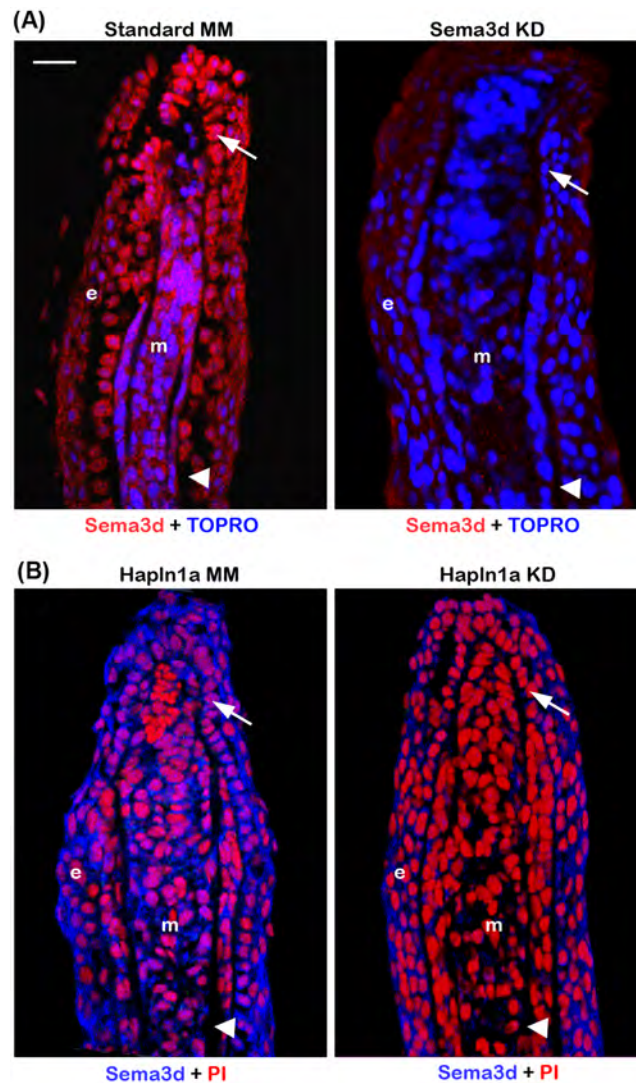 (A)
Standard MM
Sema3d KD
e
m
e
m
Sema3d + TOPRO
Sema3d + TOPRO
(B)
Hapln1a MM
Hapln1a KD
e
m
e
m
Sema3d + PI
Sema3d + PI